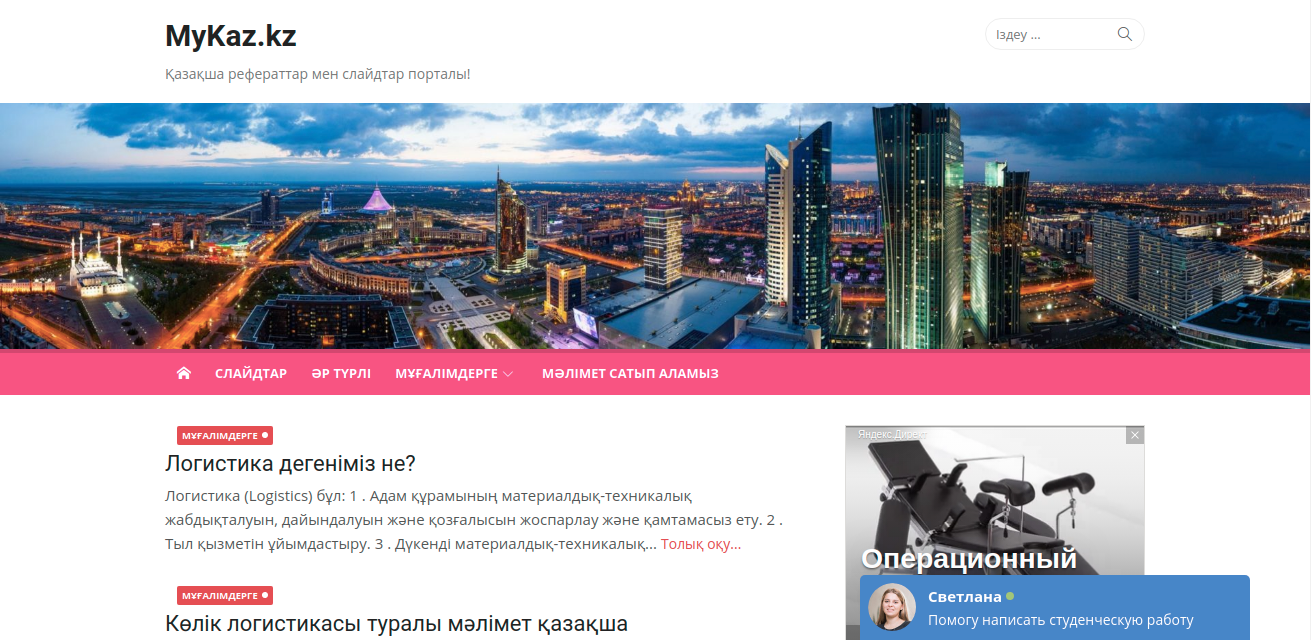 MyKaz.kz
Іздеу ...
Қазақша рефераттар мен слайдтар порталы!
СЛАЙДТАР ӘР ТҮРЛІ МҰҒАЛІМДЕРГЕ МӘЛІМЕТ САТЫП АЛАМЫЗ
МҰҒАЛІМДЕРГЕ
Логистика дегеніміз не?
Логистика (Logistics) бұл: 1 . Адам құрамының материалдық-техникалық
жабдықталуын, дайындалуын және қозғалысын жоспарлау және қамтамасыз ету. 2 .
Тыл қызметін ұйымдастыру. 3 . Дүкенді материалдық-техникалық... Толық оқу...
МҰҒАЛІМДЕРГЕ
Көлік логистикасы туралы мәлімет қазақша
Яндекс.Директ
Операционный
Светлана
Помогу написать студенческую работу